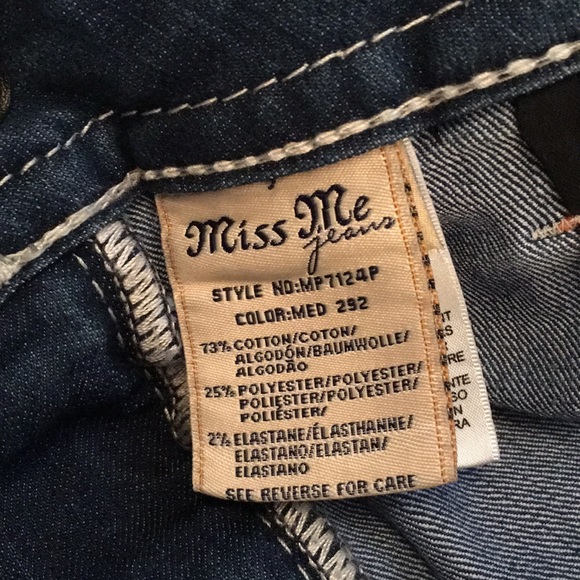 Miss Me
jeans
STYLE NO:MP7124P
COLOR:MED 292
73% COTTON/COTON/
ALGODÓN/BAUMWOLLE/
ALGODÃO
25% POLYESTER/POLYESTER/
POLIÉSTER/POLYESTER/
POLIÉSTER/
2% ELASTANE/ÉLASTHANNE/
ELASTANO/ELASTAN/
ELASTANO
SEE REVERSE FOR CARE